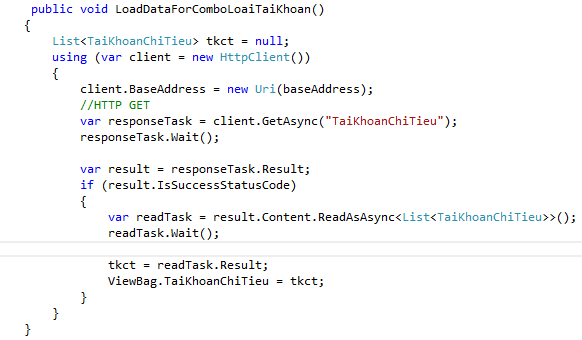 public void LoadDataForComboLoaiTaiKhoan()
{
List<TaiKhoanChiTieu> tkct = null;
using (var client = new HttpClient())
{
client.BaseAddress = new Uri(baseAddress);
//HTTP GET
var responseTask = client.GetAsync("TaiKhoanChiTieu");
responseTask.Wait();
var result = responseTask.Result;
if (result.IsSuccessStatusCode)
{
var readTask = result.Content.ReadAsAsync<List<TaiKhoanChiTieu>>();
readTask.Wait();
tkct = readTask.Result;
ViewBag.TaiKhoanChiTieu = tkct;
}
}
}